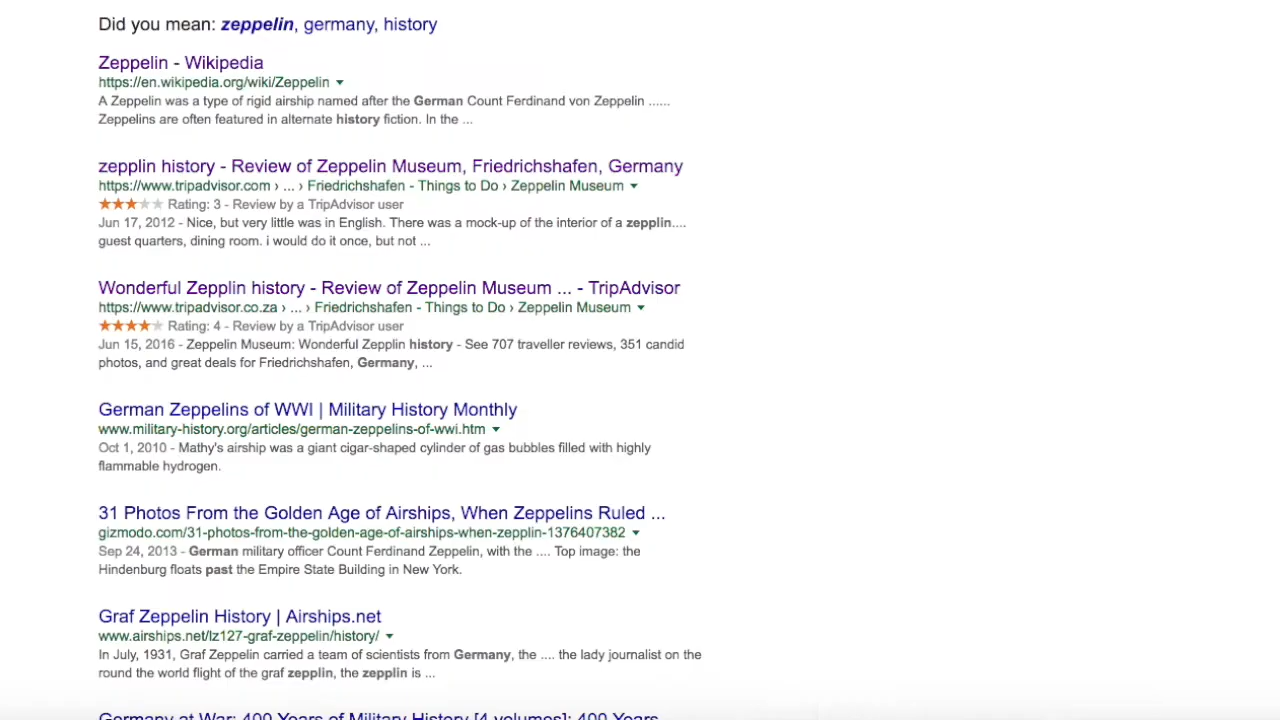 Did you mean: zeppelin, germany, history
Zeppelin - Wikipedia
https://en.wikipedia.org/wiki/Zeppelin
A Zeppelin was a type of rigid airship named after the German Count Ferdinand von Zeppelin ......
Zeppelins are often featured in alternate history fiction. In the ...
zepplin history - Review of Zeppelin Museum, Friedrichshafen, Germany
https://www.tripadvisor.com › ... › Friedrichshafen - Things to Do › Zeppelin Museum
Rating: 3 - Review by a TripAdvisor user
Jun 17, 2012 - Nice, but very little was in English. There was a mock-up of the interior of a zepplin....
guest quarters, dining room. i would do it once, but not ...
Wonderful Zepplin history - Review of Zeppelin Museum ... - TripAdvisor
https://www.tripadvisor.co.za › ... › Friedrichshafen - Things to Do › Zeppelin Museum
Rating: 4 - Review by a TripAdvisor user
Jun 15, 2016 - Zeppelin Museum: Wonderful Zepplin history - See 707 traveller reviews, 351 candid
photos, and great deals for Friedrichshafen, Germany, ...
German Zeppelins of WWI | Military History Monthly
www.military-history.org/articles/german-zeppelins-of-wwi.htm
Oct 1, 2010 - Mathy's airship was a giant cigar-shaped cylinder of gas bubbles filled with highly
flammable hydrogen.
31 Photos From the Golden Age of Airships, When Zeppelins Ruled ...
gizmodo.com/31-photos-from-the-golden-age-of-airships-when-zepplin-1376407382
Sep 24, 2013 - German military officer Count Ferdinand Zeppelin, with the .... Top image: the
Hindenburg floats past the Empire State Building in New York.
Graf Zeppelin History | Airships.net
www.airships.net/lz127-graf-zeppelin/history/
In July, 1931, Graf Zeppelin carried a team of scientists from Germany, the .... the lady journalist on the
round the world flight of the graf zepplin, the zepplin is ...
Germany at War: 400 Years of Military History [4 volumes]: 400 Years